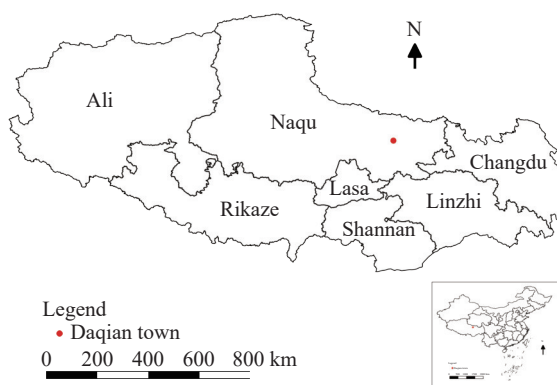 N
Ali
Naqu
Changdu
Lasa
Linzhi
Rikaze
Shannan
Legend
Daqian town
0 200 400 600 800 km